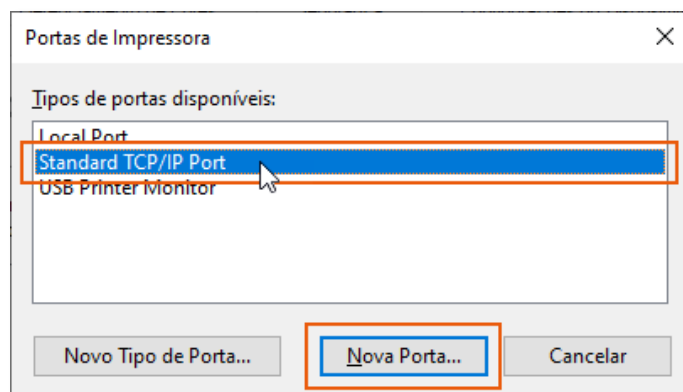 Portas de Impressora
Tipos de portas disponíveis:
Local Port
Standard TCP/IP Port
USB Printer Monitor
Novo Tipo de Porta...
Nova Porta...
Cancelar